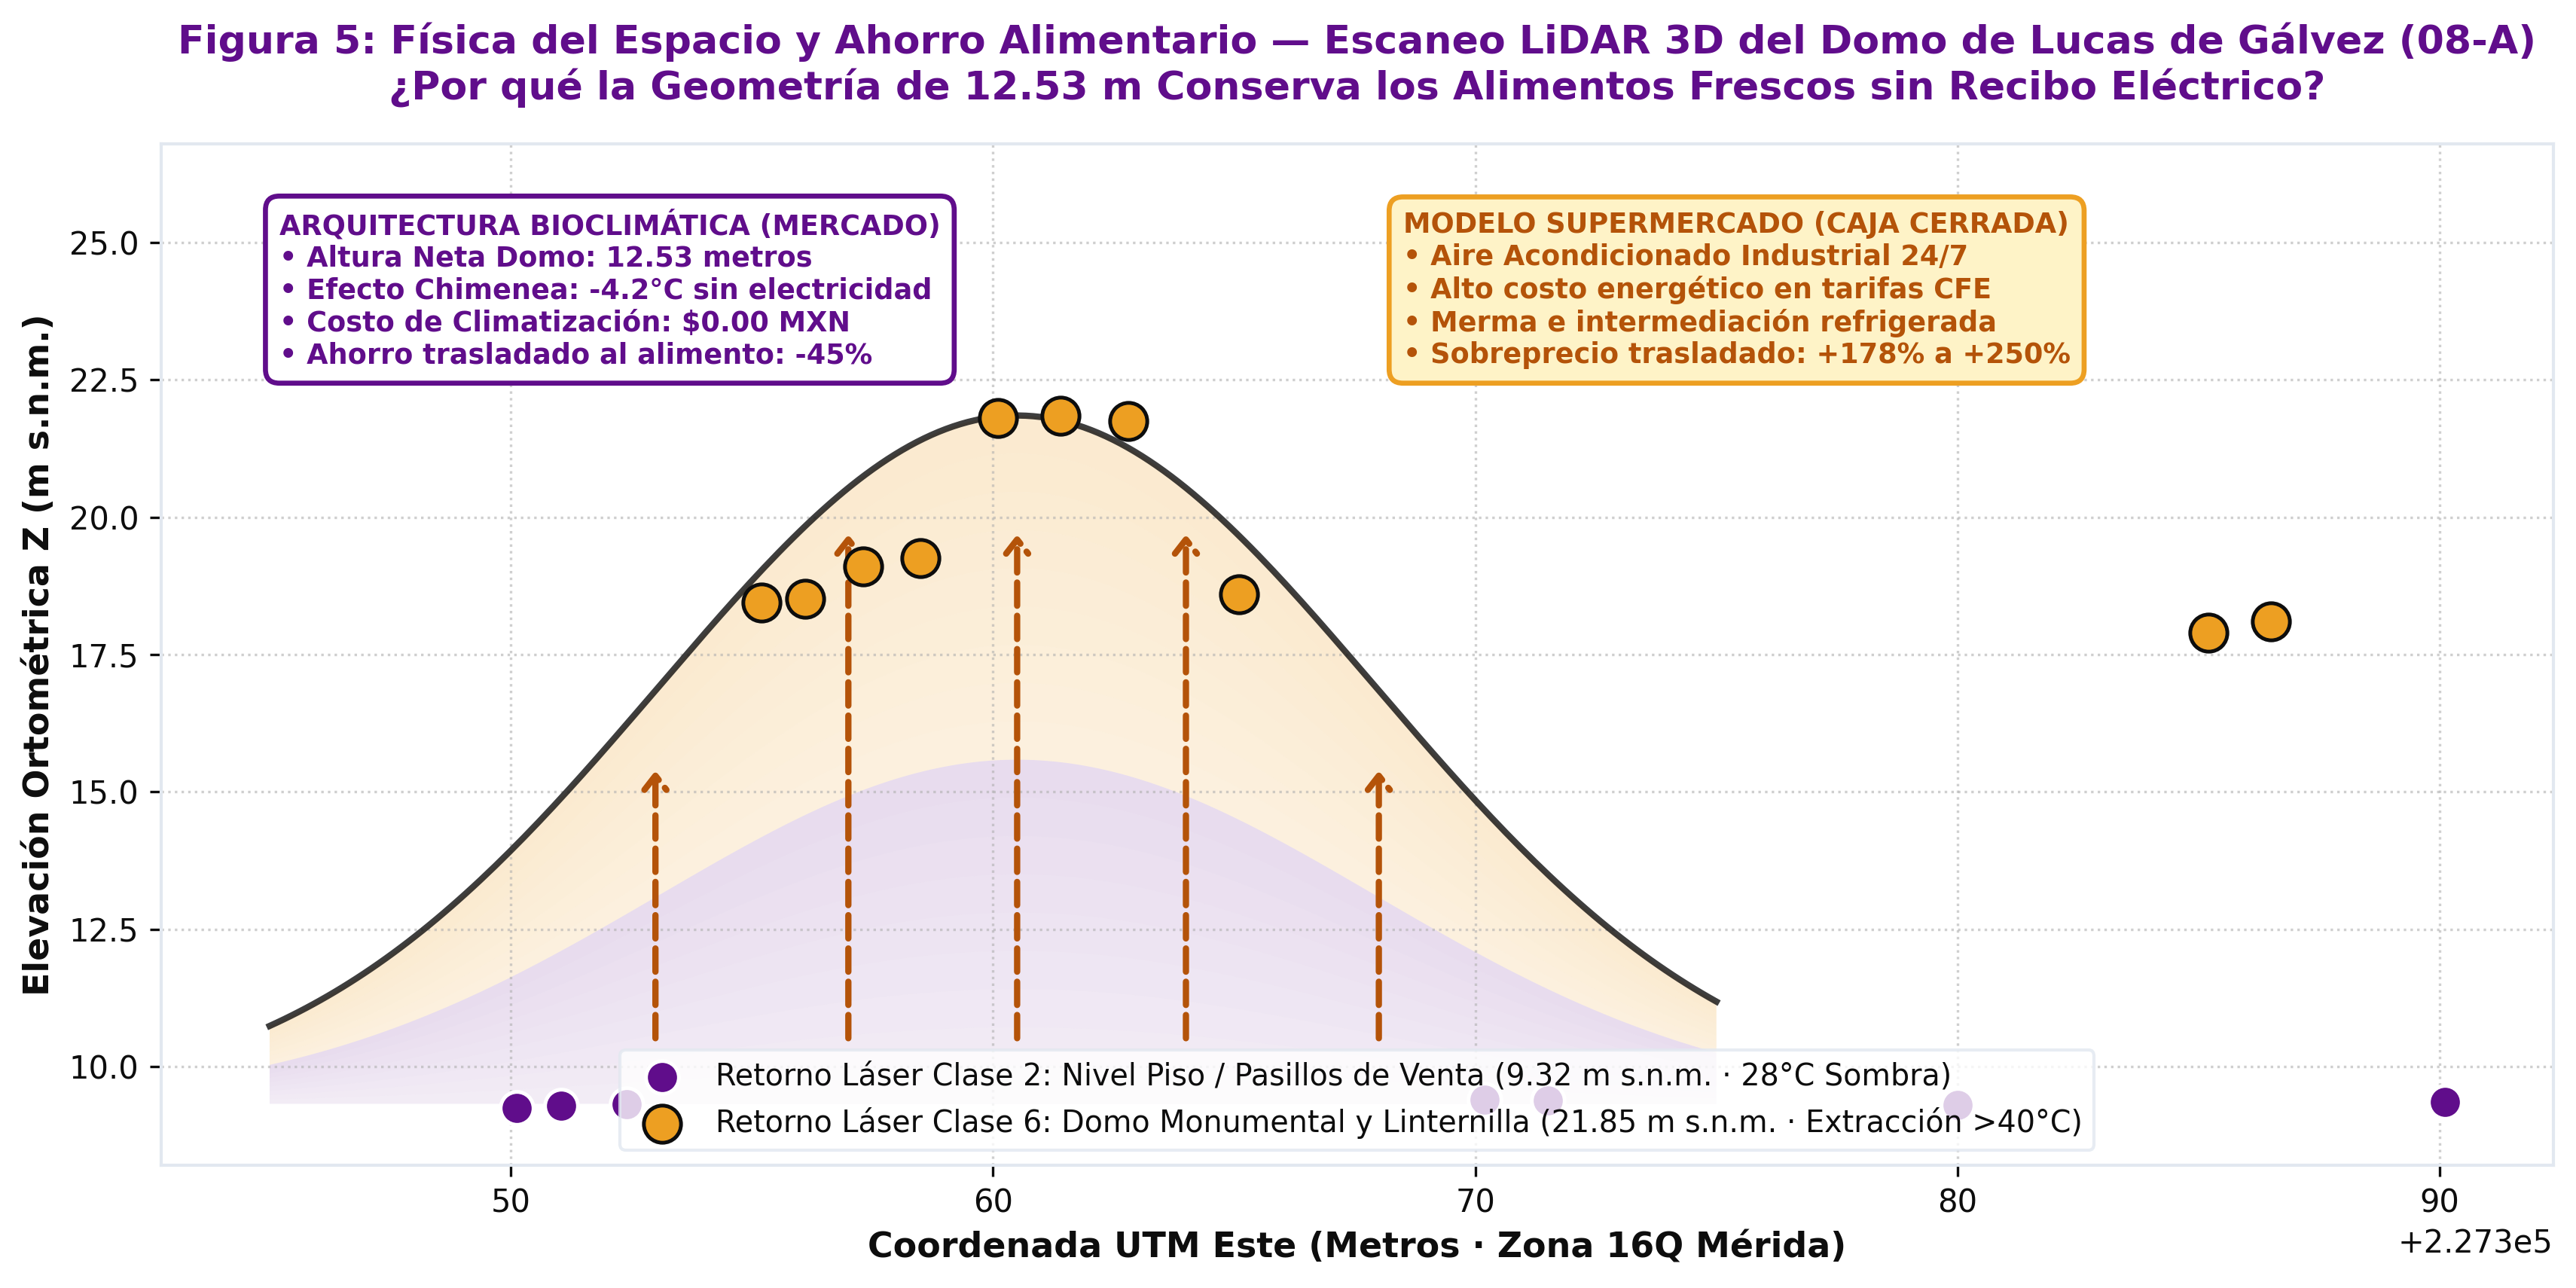 Figura 5: Física del Espacio y Ahorro Alimentario — Escaneo LiDAR 3D del Domo de Lucas de Gálvez (08-A)
¿Por qué la Geometría de 12.53 m Conserva los Alimentos Frescos sin Recibo Eléctrico?
ARQUITECTURA BIOCLIMÁTICA (MERCADO)
• Altura Neta Domo: 12.53 metros
• Efecto Chimenea: -4.2°C sin electricidad
• Costo de Climatización: $0.00 MXN
• Ahorro trasladado al alimento: -45%
MODELO SUPERMERCADO (CAJA CERRADA)
• Aire Acondicionado Industrial 24/7
• Alto costo energético en tarifas CFE
• Merma e intermediación refrigerada
• Sobreprecio trasladado: +178% a +250%
Elevación Ortométrica Z (m s.n.m.)
25.0
22.5
20.0
17.5
15.0
12.5
10.0
Retorno Láser Clase 2: Nivel Piso / Pasillos de Venta (9.32 m s.n.m. · 28°C Sombra)
Retorno Láser Clase 6: Domo Monumental y Linternilla (21.85 m s.n.m. · Extracción >40°C)
50
60
70
80
90
+2.273e5
Coordenada UTM Este (Metros · Zona 16Q Mérida)